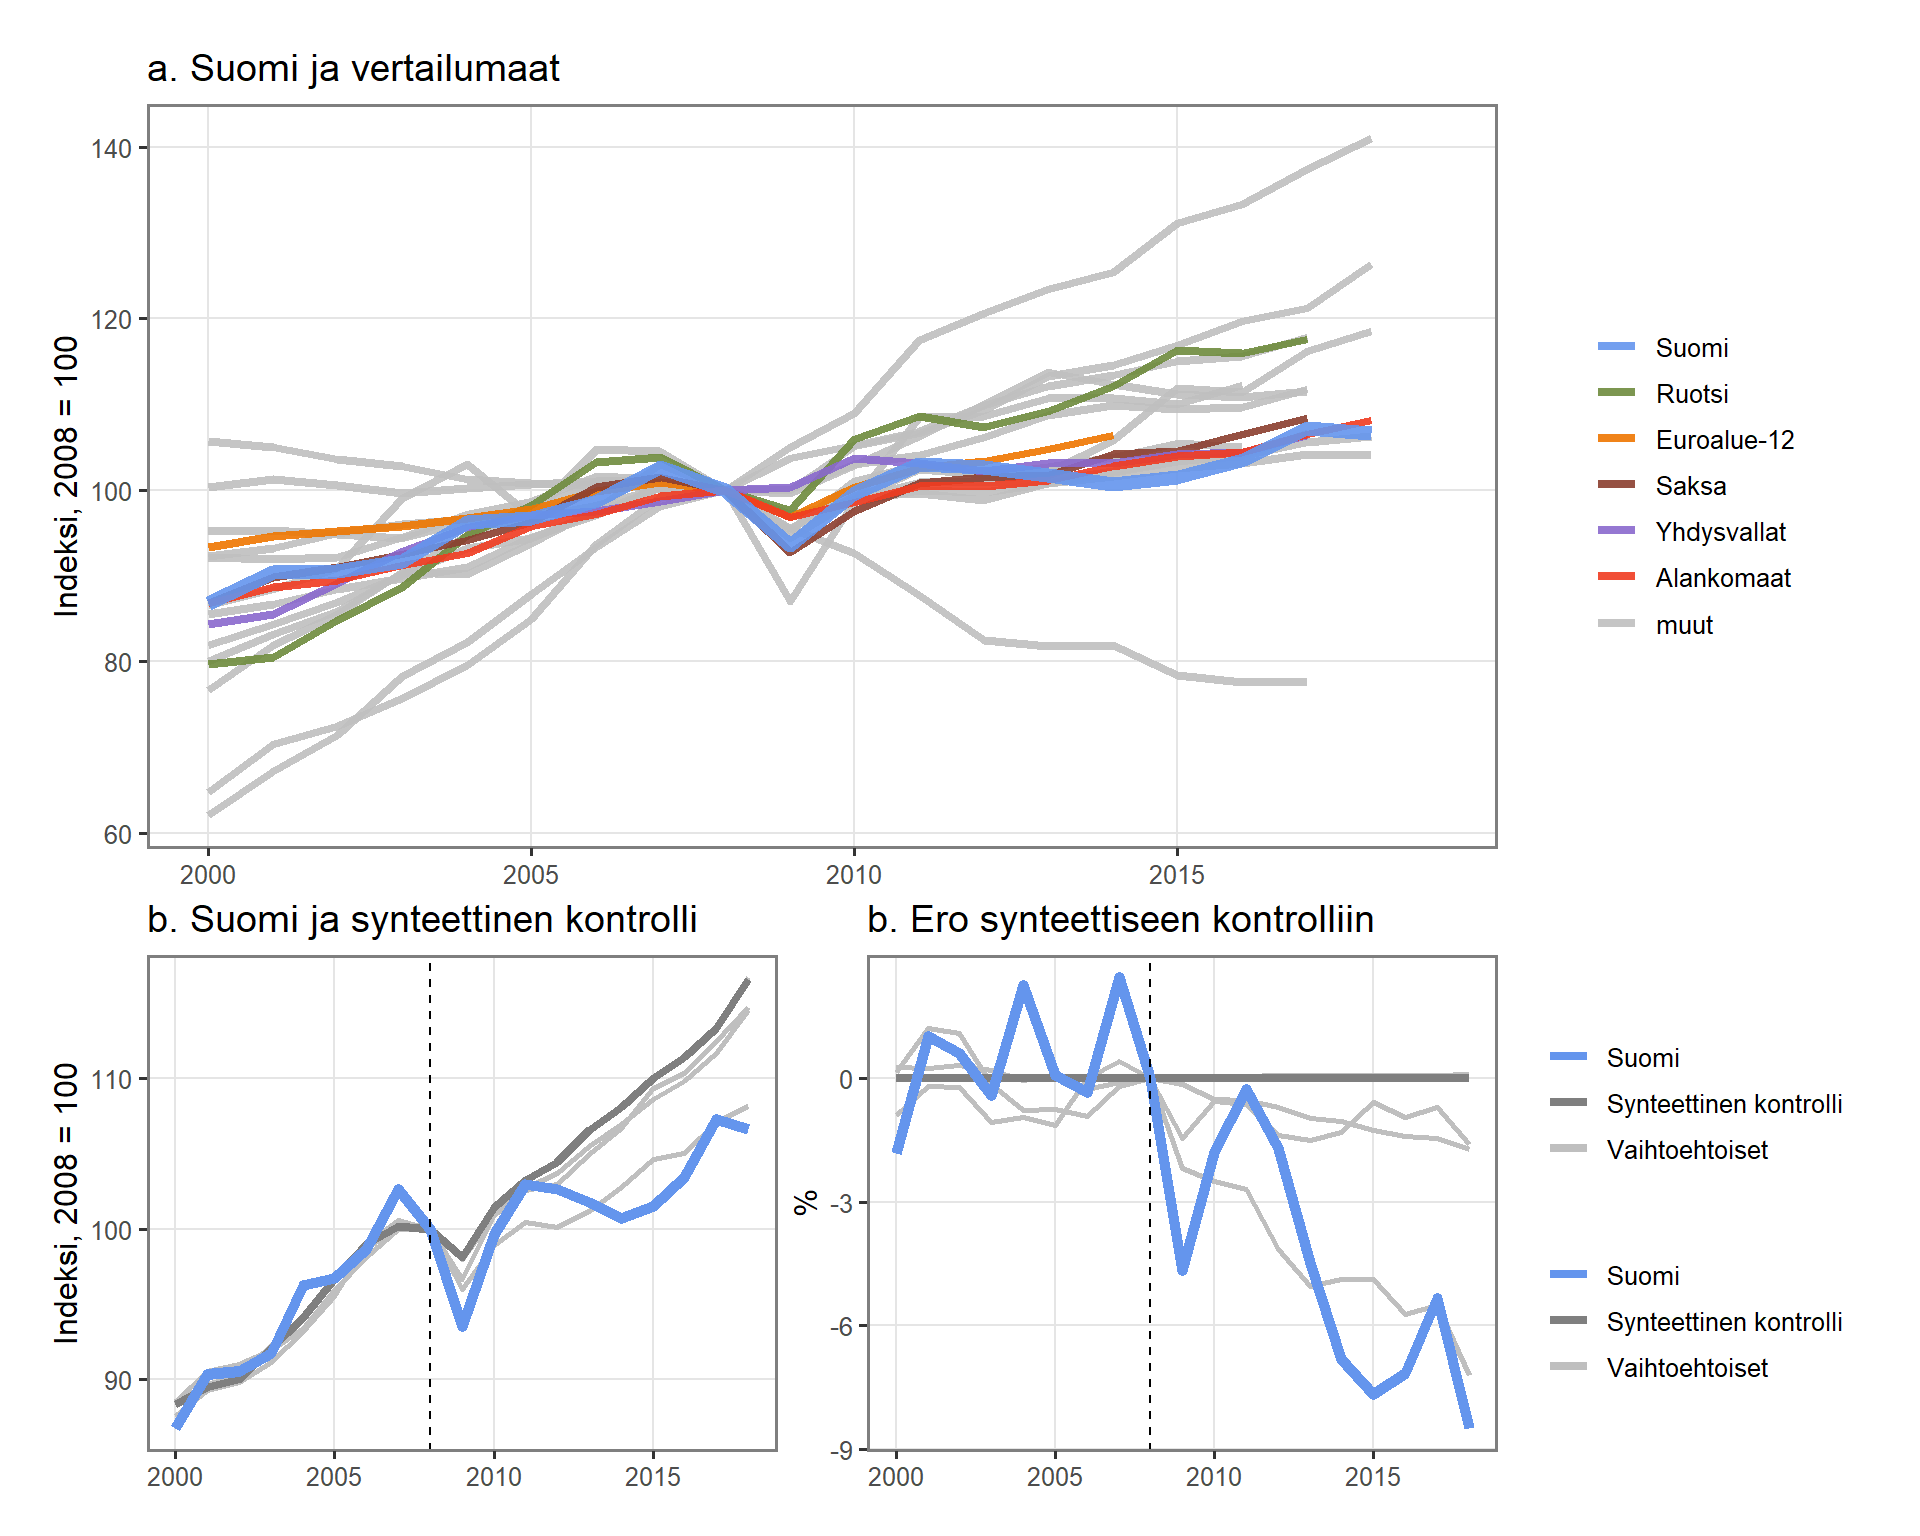 a. Suomi ja vertailumaat
Indeksi, 2008 = 100
140
120
100
80
60
2000
2005
2010
2015
Suomi
Ruotsi
Euroalue-12
Saksa
Yhdysvallat
Alankomaat
muut
b. Suomi ja synteettinen kontrolli
Indeksi, 2008 = 100
110
100
90
2000
2005
2010
2015
b. Ero synteettiseen kontrolliin
%
0
-3
-6
-9
2000
2005
2010
2015
Suomi
Synteettinen kontrolli
Vaihtoehtoiset
Suomi
Synteettinen kontrolli
Vaihtoehtoiset